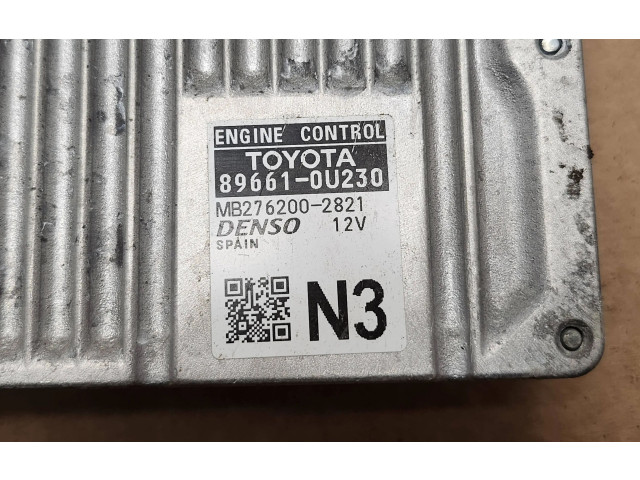 ENGINE CONTROL
TOYOTA
89661-0U230
MB276200-2821
DENSO 12V
SPAIN
N3